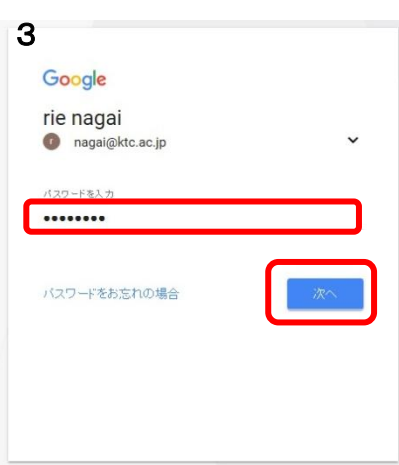 3
Google
rie nagai
r nagai@ktc.ac.jp
パスワードを入力
••••••••
パスワードをお忘れの場合
次へ